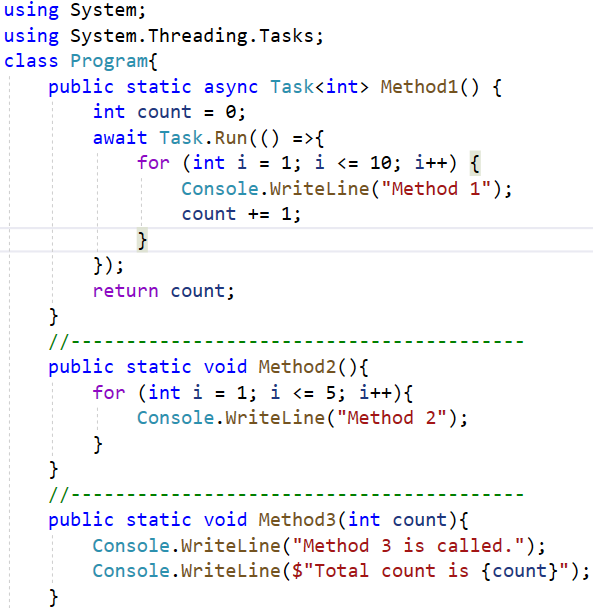 using System;
using System.Threading.Tasks;
class Program{
    public static async Task<int> Method1() {
        int count = 0;
        await Task.Run(() =>{
            for (int i = 1; i <= 10; i++) {
                Console.WriteLine("Method 1");
                count += 1;
            }
        });
        return count;
    }
    //-----------------------------------------
    public static void Method2(){
        for (int i = 1; i <= 5; i++){
            Console.WriteLine("Method 2");
        }
    }
    //-----------------------------------------
    public static void Method3(int count){
        Console.WriteLine("Method 3 is called.");
        Console.WriteLine($"Total count is {count}");
    }